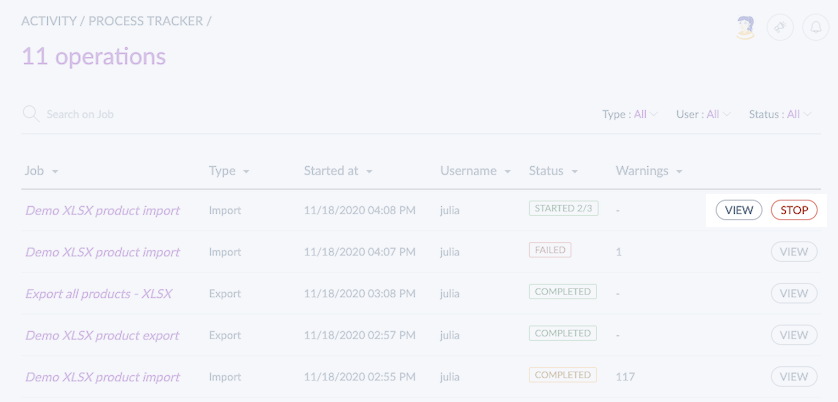 ACTIVITY / PROCESS TRACKER /
11 operations
Search on Job Type : All User : All Status : All
Job Type Started at Username Status Warnings
Demo XLSX product import Import 11/18/2020 04:08 PM julia STARTED 2/3 - VIEW STOP
Demo XLSX product import Import 11/18/2020 04:07 PM julia FAILED 1 VIEW
Export all products - XLSX Export 11/18/2020 03:08 PM julia COMPLETED - VIEW
Demo XLSX product export Export 11/18/2020 02:57 PM julia COMPLETED - VIEW
Demo XLSX product import Import 11/18/2020 02:55 PM julia COMPLETED 117 VIEW